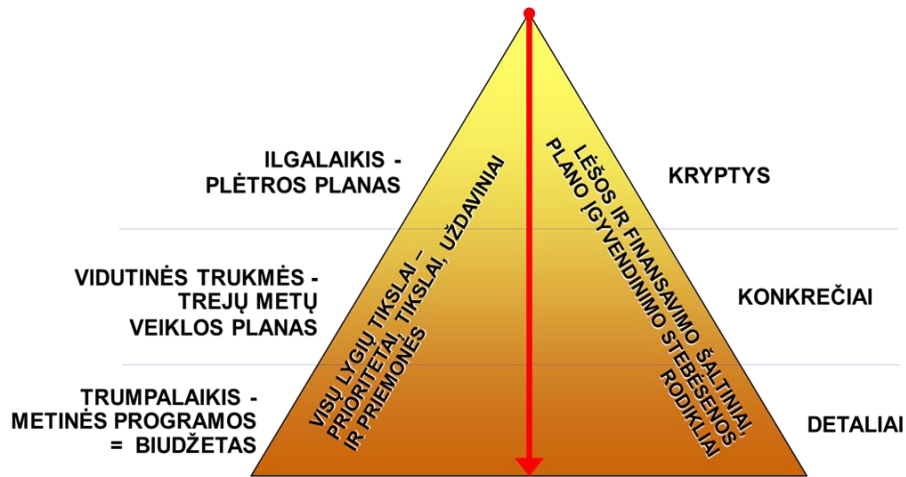 ILGALAIKIS -
PLĖTROS PLANAS
KRYPTYS
VIDUTINĖS TRUKMĖS -
TREJŲ METŲ
VEIKLOS PLANAS
KONKREČIAI
TRUMPALAIKIS -
METINĖS PROGRAMOS
= BIUDŽETAS
DETALIAI
VISŲ LYGIŲ TIKSLAI –
PRIORITETAI, TIKSLAI, UŽDAVINIAI
IR PRIEMONĖS
LĖŠOS IR FINANSAVIMO ŠALTINIAI,
PLANO ĮGYVENDINIMO STEBĖSENOS
RODIKLIAI